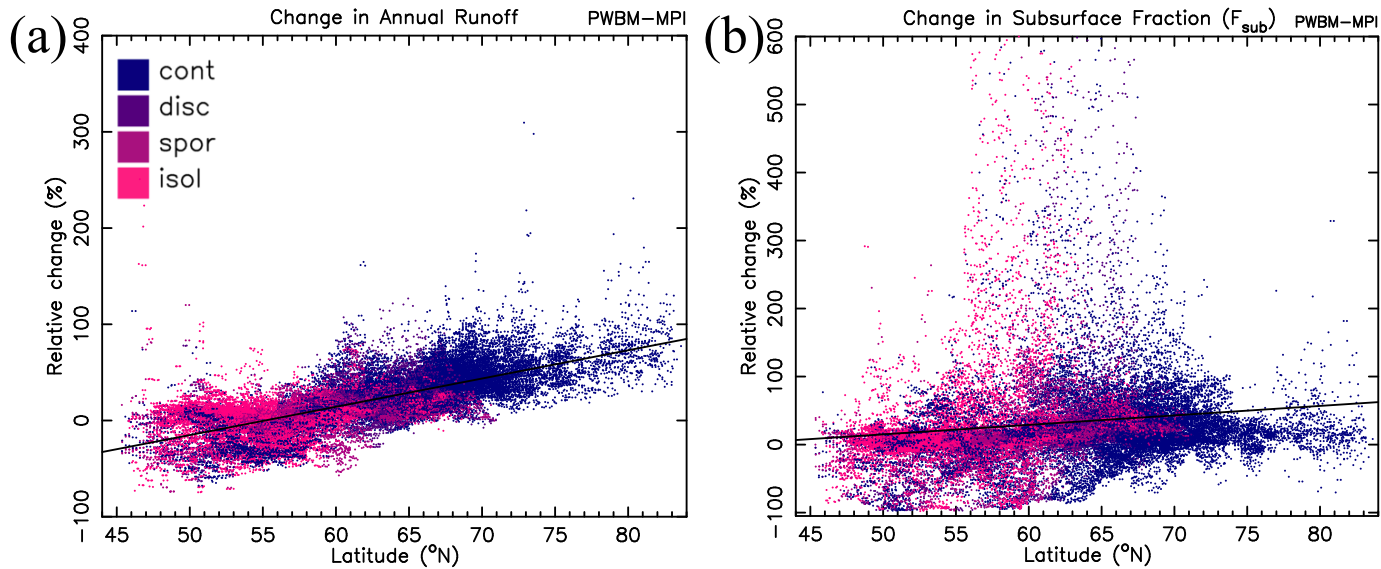 (a)
Change in Annual Runoff
PWBM−MPI
cont
disc
spor
isol
Relative change (%)
400
300
200
100
0
−100
45 50 55 60 65 70 75 80
Latitude (°N)
(b)
Change in Subsurface Fraction (Fsub)
PWBM−MPI
Relative change (%)
600
500
400
300
200
100
0
−100
45 50 55 60 65 70 75 80
Latitude (°N)